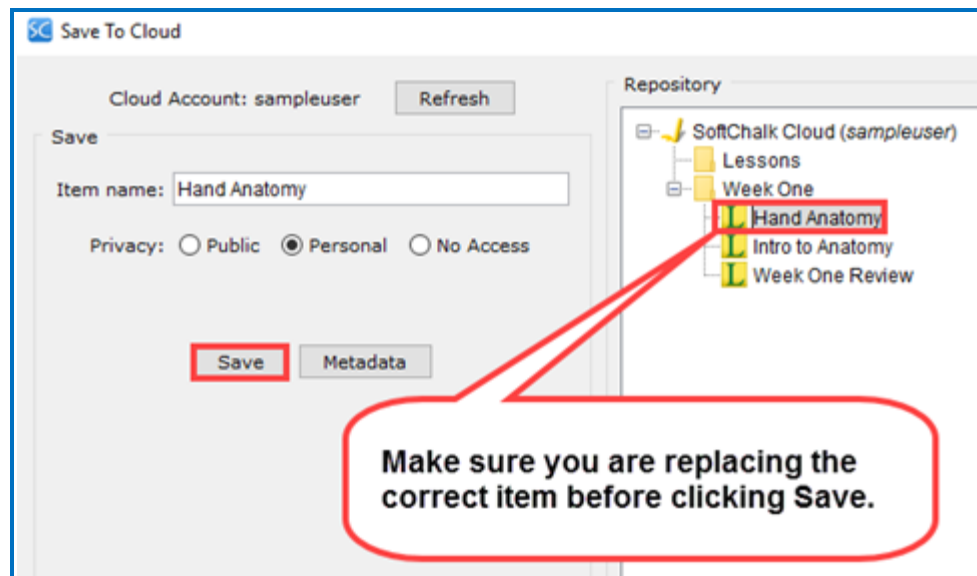 SC Save To Cloud
Cloud Account: sampleuser Refresh
Save
Item name: Hand Anatomy
Privacy: Public Personal No Access
Save Metadata
Repository
SoftChalk Cloud (sampleuser)
Lessons
Week One
L Hand Anatomy
L Intro to Anatomy
L Week One Review
Make sure you are replacing the
correct item before clicking Save.